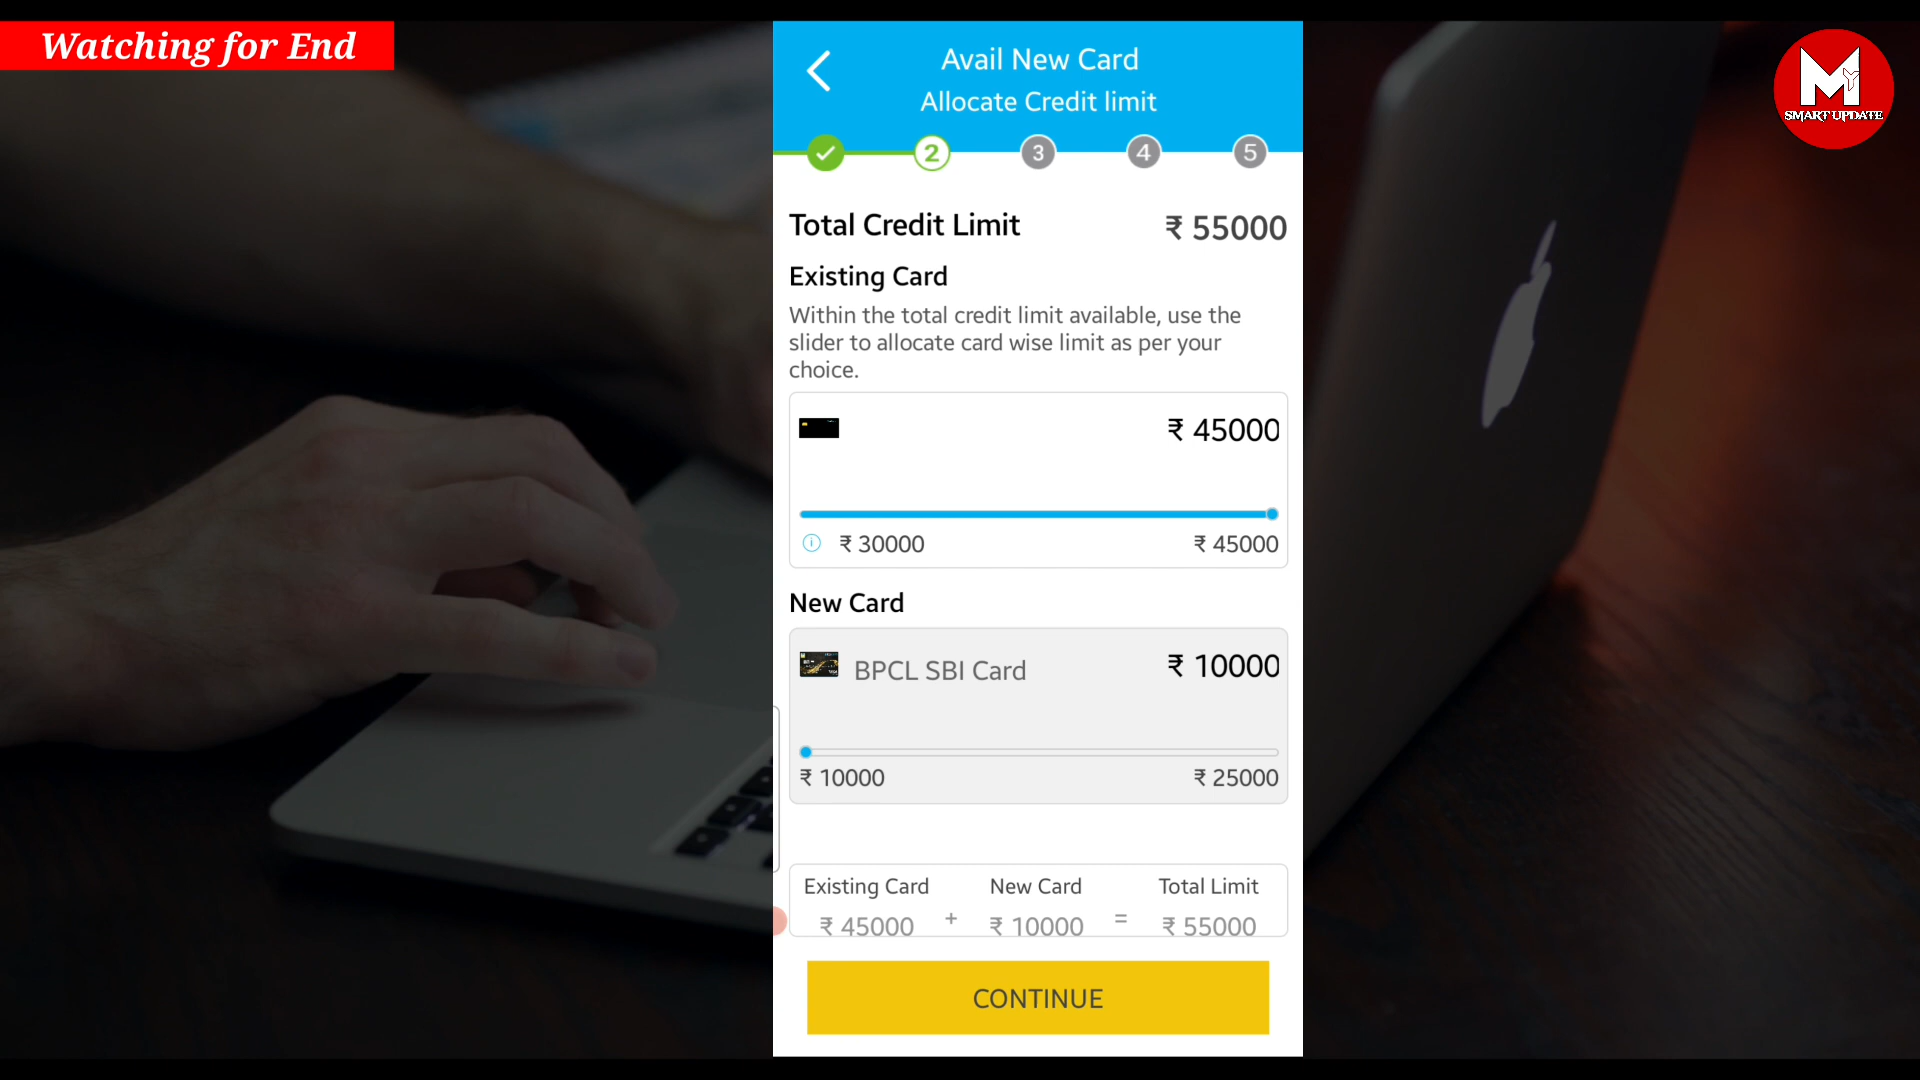 Watching for End
M
Y
SMART UPDATE
Avail New Card
Allocate Credit limit
2 3 4 5
Total Credit Limit ₹ 55000
Existing Card
Within the total credit limit available, use the
slider to allocate card wise limit as per your
choice.
₹ 45000
₹ 30000 ₹ 45000
New Card
BPCL SBI Card ₹ 10000
₹ 10000 ₹ 25000
Existing Card New Card Total Limit
₹ 45000 + ₹ 10000 = ₹ 55000
CONTINUE